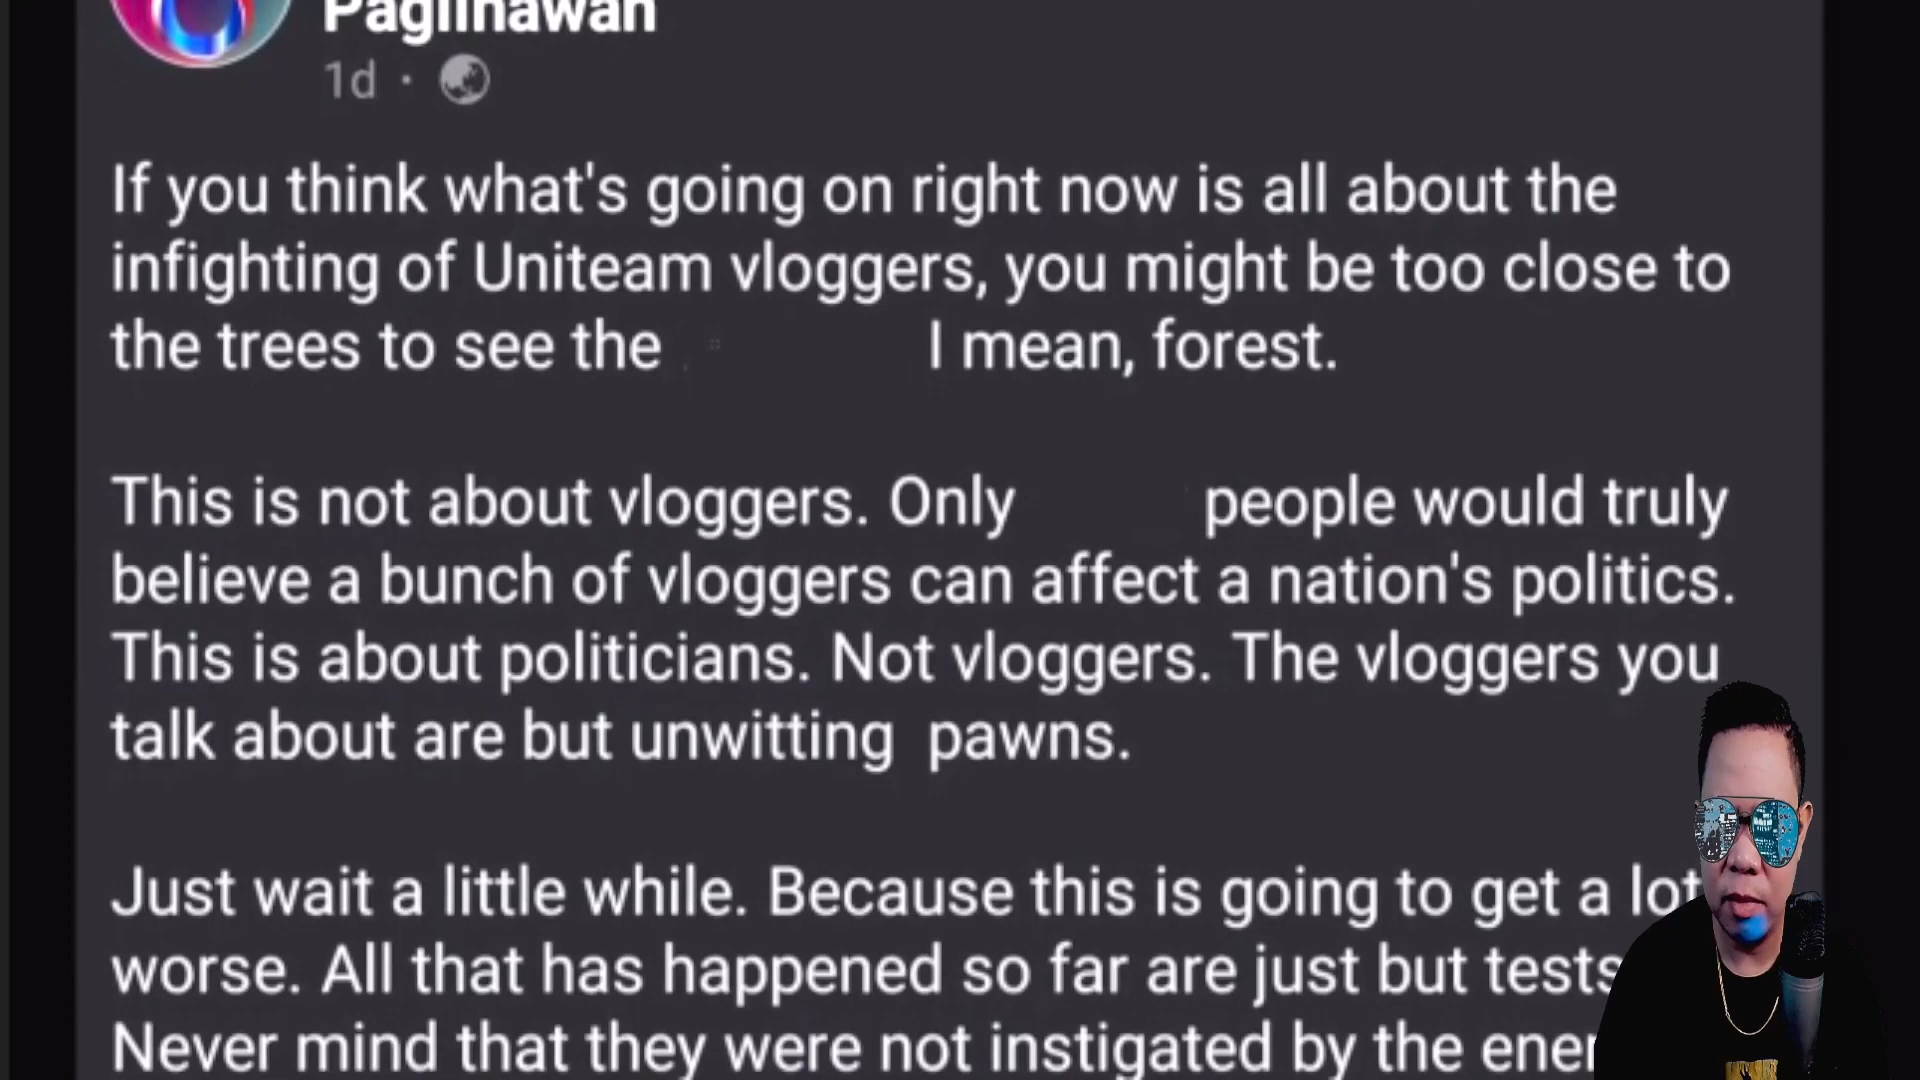 Paglinawan
1d ·
If you think what's going on right now is all about the
infighting of Uniteam vloggers, you might be too close to
the trees to see the I mean, forest.
This is not about vloggers. Only people would truly
believe a bunch of vloggers can affect a nation's politics.
This is about politicians. Not vloggers. The vloggers you
talk about are but unwitting pawns.
Just wait a little while. Because this is going to get a lot
worse. All that has happened so far are just but tests
Never mind that they were not instigated by the